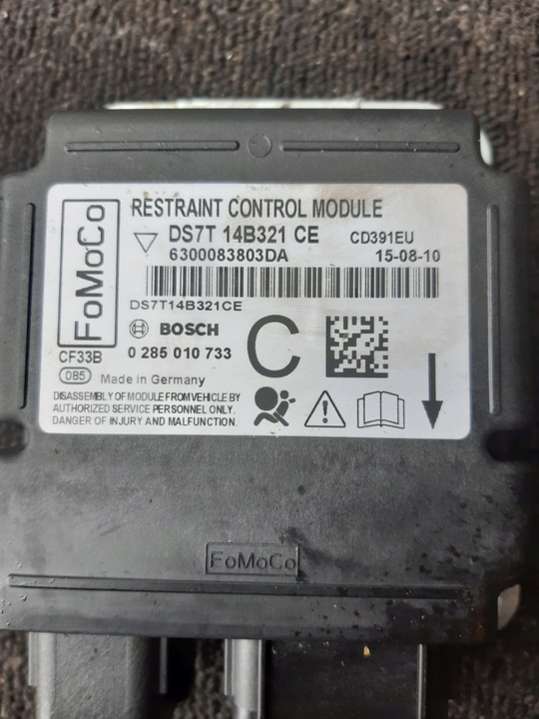 FoMoCo
RESTRAINT CONTROL MODULE
DS7T 14B321 CE CD391EU
6300083803DA 15-08-10
DS7T14B321CE
BOSCH
C
CF33B 0 285 010 733
085 Made in Germany
DISASSEMBLY OF MODULE FROM VEHICLE BY
AUTHORIZED SERVICE PERSONNEL ONLY.
DANGER OF INJURY AND MALFUNCTION.
FoMoCo